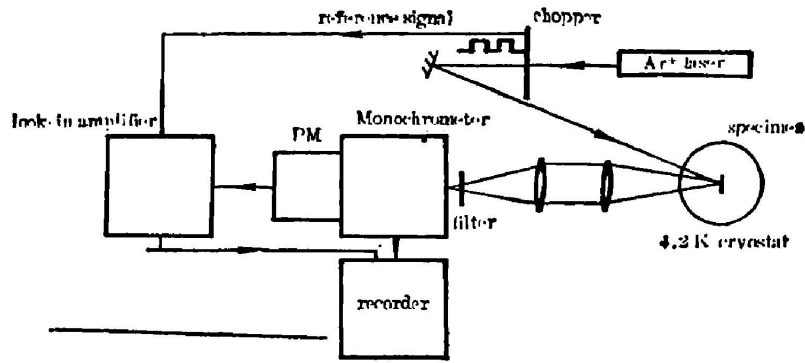 reference signal
chopper
Ar+ laser
lock-in amplifier
PM
Monochrometer
specimen
filter
4.2 K cryostat
recorder